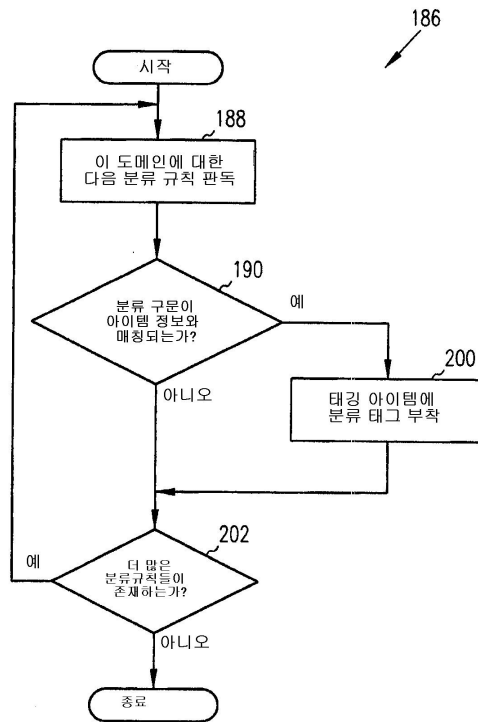 186
시작
188
이 도메인에 대한
다음 분류 규칙 판독
190
분류 구문이
아이템 정보와
매칭되는가?
예
아니오
200
태깅 아이템에
분류 태그 부착
202
예
더 많은
분류규칙들이
존재하는가?
아니오
종료